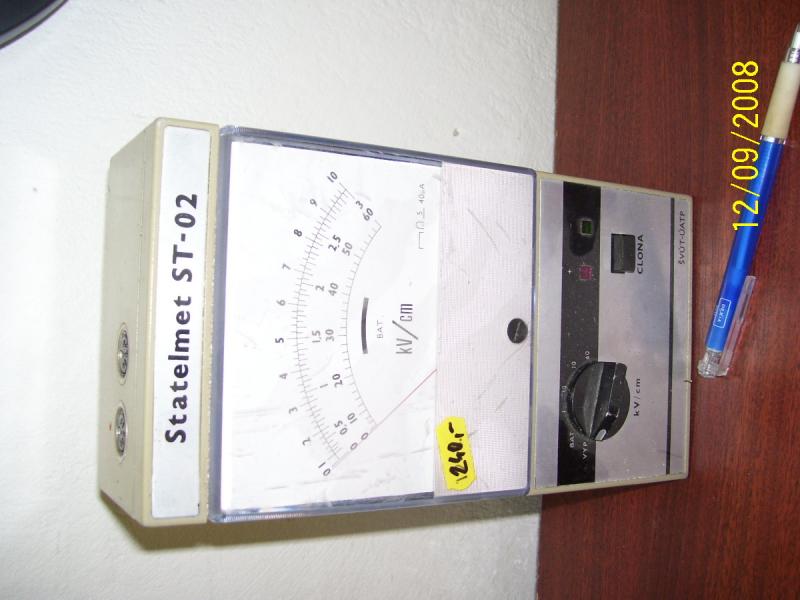 Statelmet ST-02
0 1 2 3 4 5 6 7 8 9 10
0 0.5 1 1.5 2 2.5 3
0 10 20 30 40 50 60
BAT.
kV/cm
40µA
1240.-
BAT
VYP
10
40
kV/cm
+
CLONA
ŠVÚT-ÚATP
12/09/2008